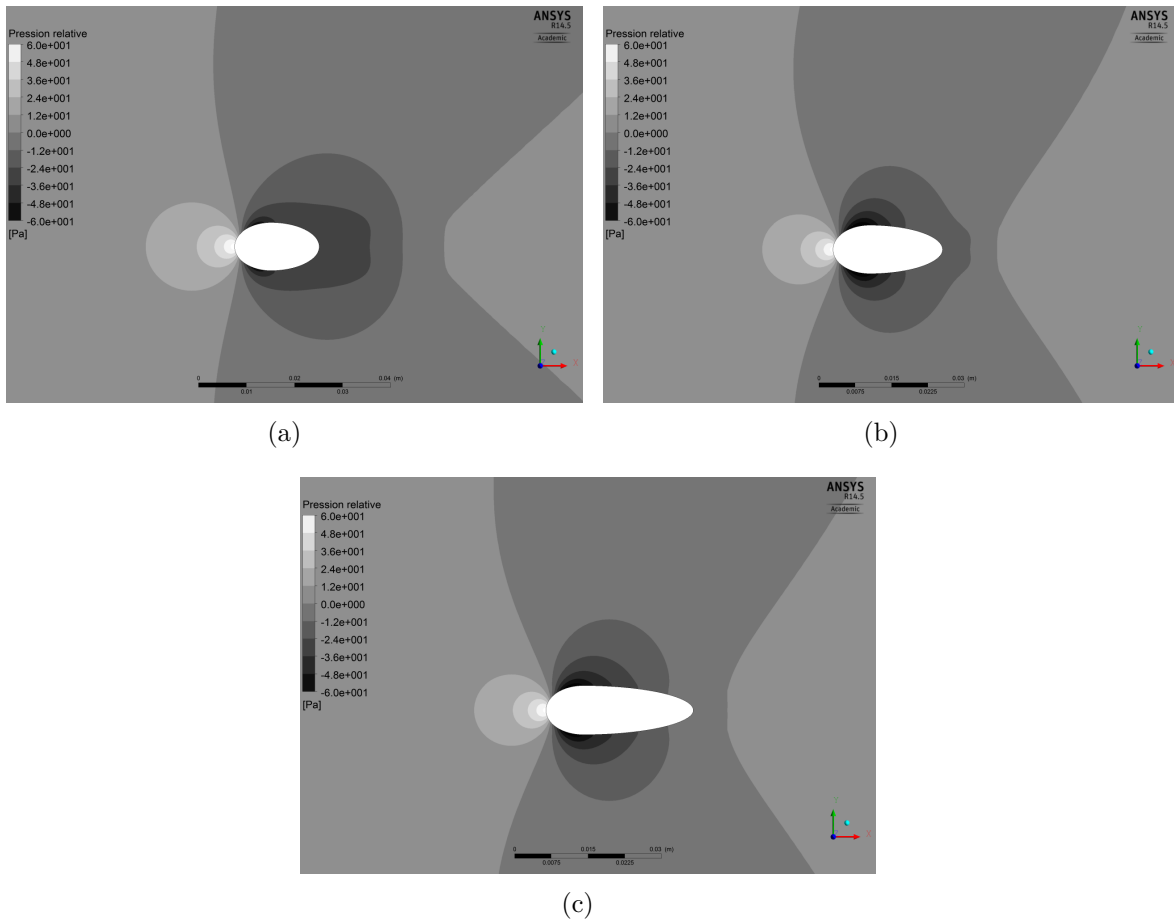 ANSYS
R14.5
Academic
Pression relative
6.0e+001
4.8e+001
3.6e+001
2.4e+001
1.2e+001
0.0e+000
-1.2e+001
-2.4e+001
-3.6e+001
-4.8e+001
-6.0e+001
[Pa]
Y
X
0 0.02 0.04 (m)
0.01 0.03
(a)
ANSYS
R14.5
Academic
Pression relative
6.0e+001
4.8e+001
3.6e+001
2.4e+001
1.2e+001
0.0e+000
-1.2e+001
-2.4e+001
-3.6e+001
-4.8e+001
-6.0e+001
[Pa]
Y
X
0 0.015 0.03 (m)
0.0075 0.0225
(b)
ANSYS
R14.5
Academic
Pression relative
6.0e+001
4.8e+001
3.6e+001
2.4e+001
1.2e+001
0.0e+000
-1.2e+001
-2.4e+001
-3.6e+001
-4.8e+001
-6.0e+001
[Pa]
Y
X
0 0.015 0.03 (m)
0.0075 0.0225
(c)